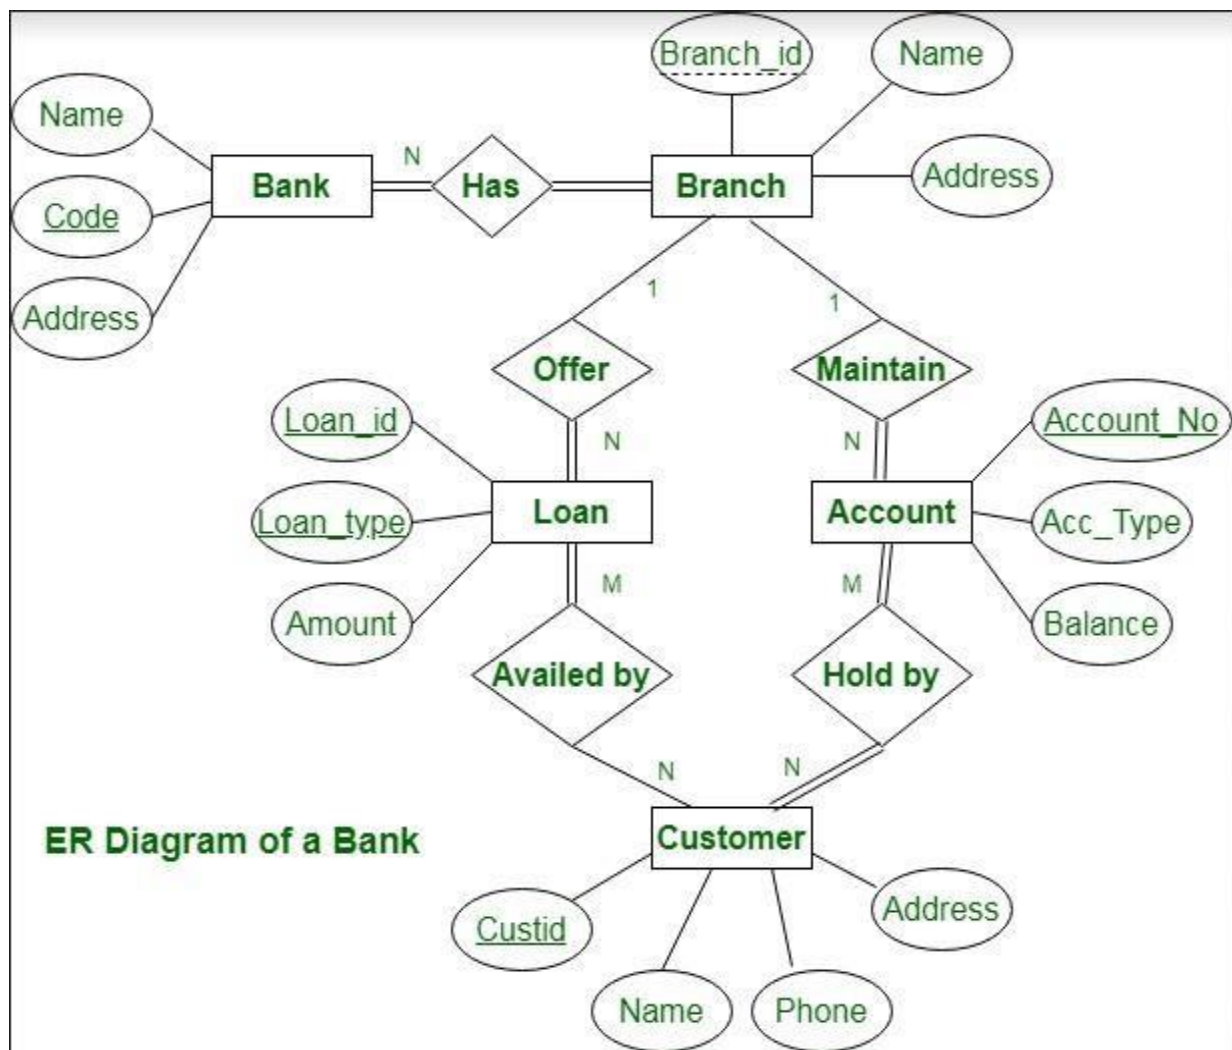 Branch_id
Name
Name
Bank
N
Has
Branch
Address
Code
Address
1
1
Offer
Maintain
Loan_id
N
N
Account_No
Loan_type
Loan
Account
Acc_Type
M
M
Amount
Balance
Availed by
Hold by
N
N
ER Diagram of a Bank
Customer
Custid
Address
Name
Phone